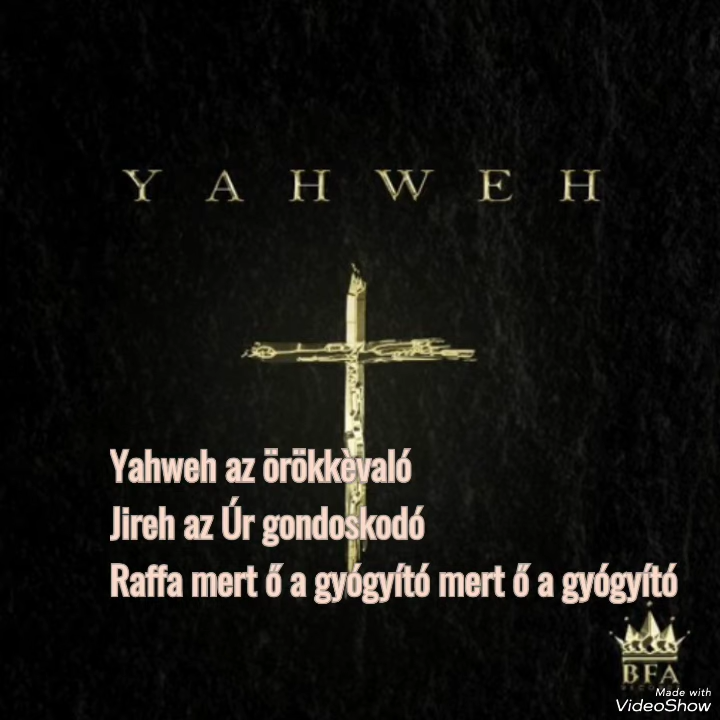 YAHWEH
Yahweh az örökkèvaló
Jireh az Úr gondoskodó
Raffa mert ő a gyógyító mert ő a gyógyító
BFA
Made with
VideoShow